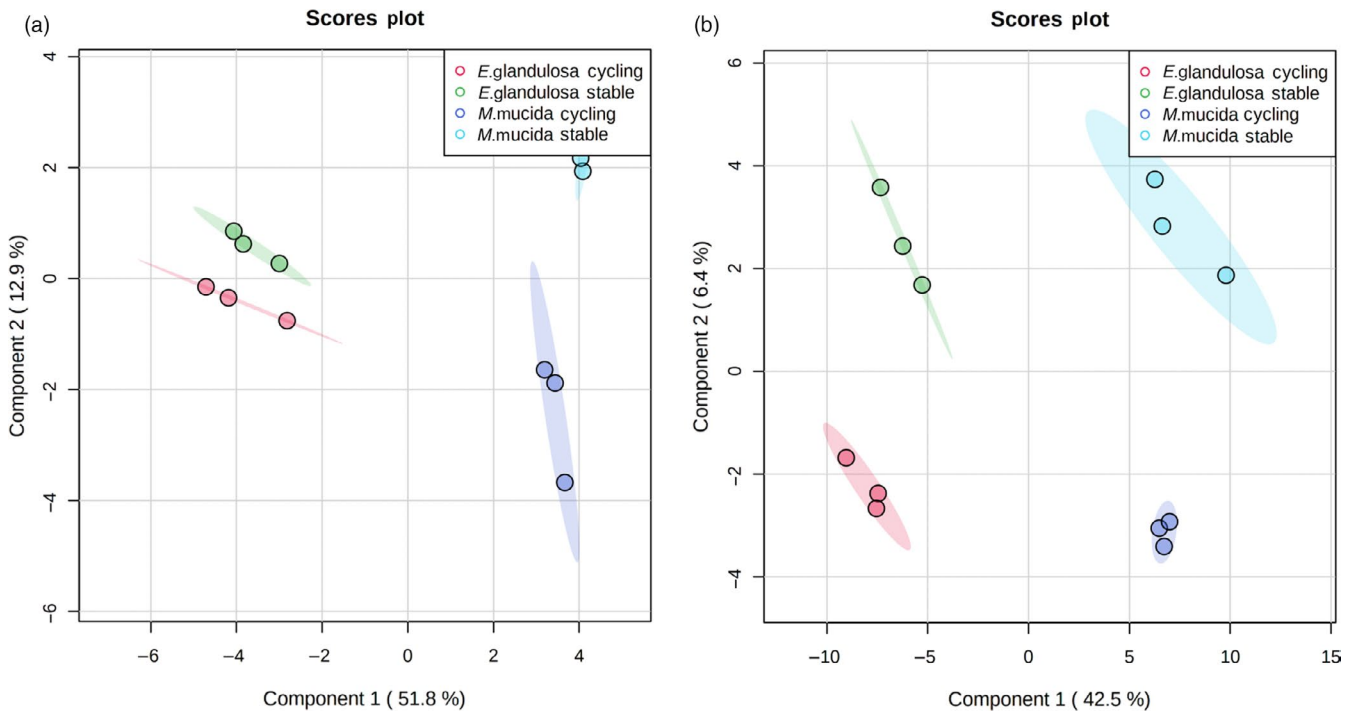 (a)
Scores plot
E.glandulosa cycling
E.glandulosa stable
M.mucida cycling
M.mucida stable
4
2
0
−2
−4
−6
Component 2 ( 12.9 %)
−6 −4 −2 0 2 4
Component 1 ( 51.8 %)
(b)
Scores plot
E.glandulosa cycling
E.glandulosa stable
M.mucida cycling
M.mucida stable
6
4
2
0
−2
−4
Component 2 ( 6.4 %)
−10 −5 0 5 10 15
Component 1 ( 42.5 %)